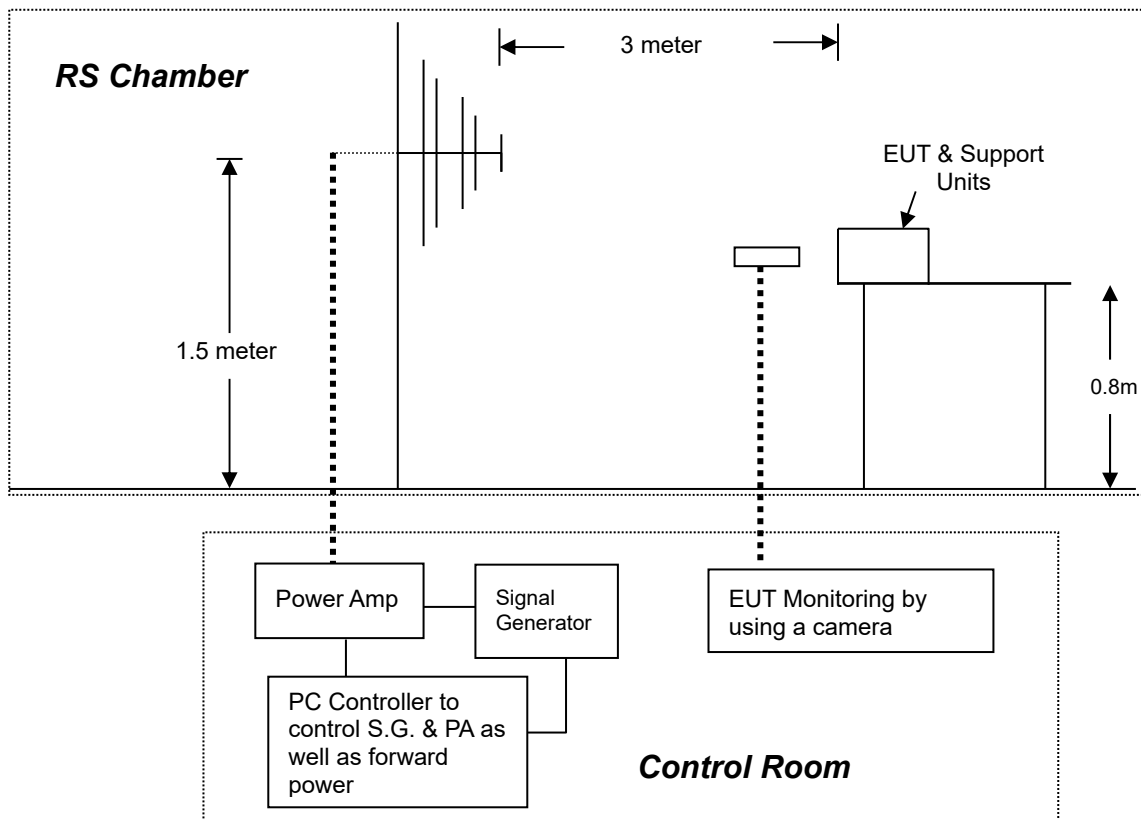 3 meter
RS Chamber
EUT & Support
Units
1.5 meter
0.8m
Power Amp
Signal
Generator
EUT Monitoring by
using a camera
PC Controller to
control S.G. & PA as
well as forward
power
Control Room